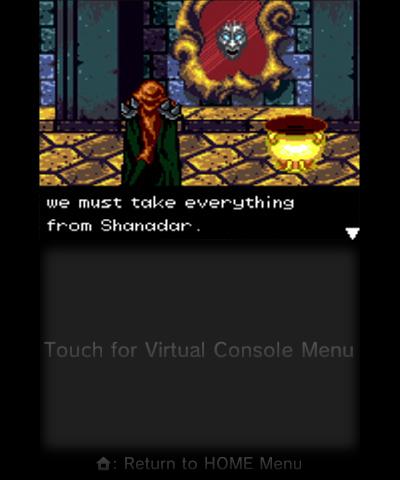 we must take everything
from Shanadar.
Touch for Virtual Console Menu
: Return to HOME Menu